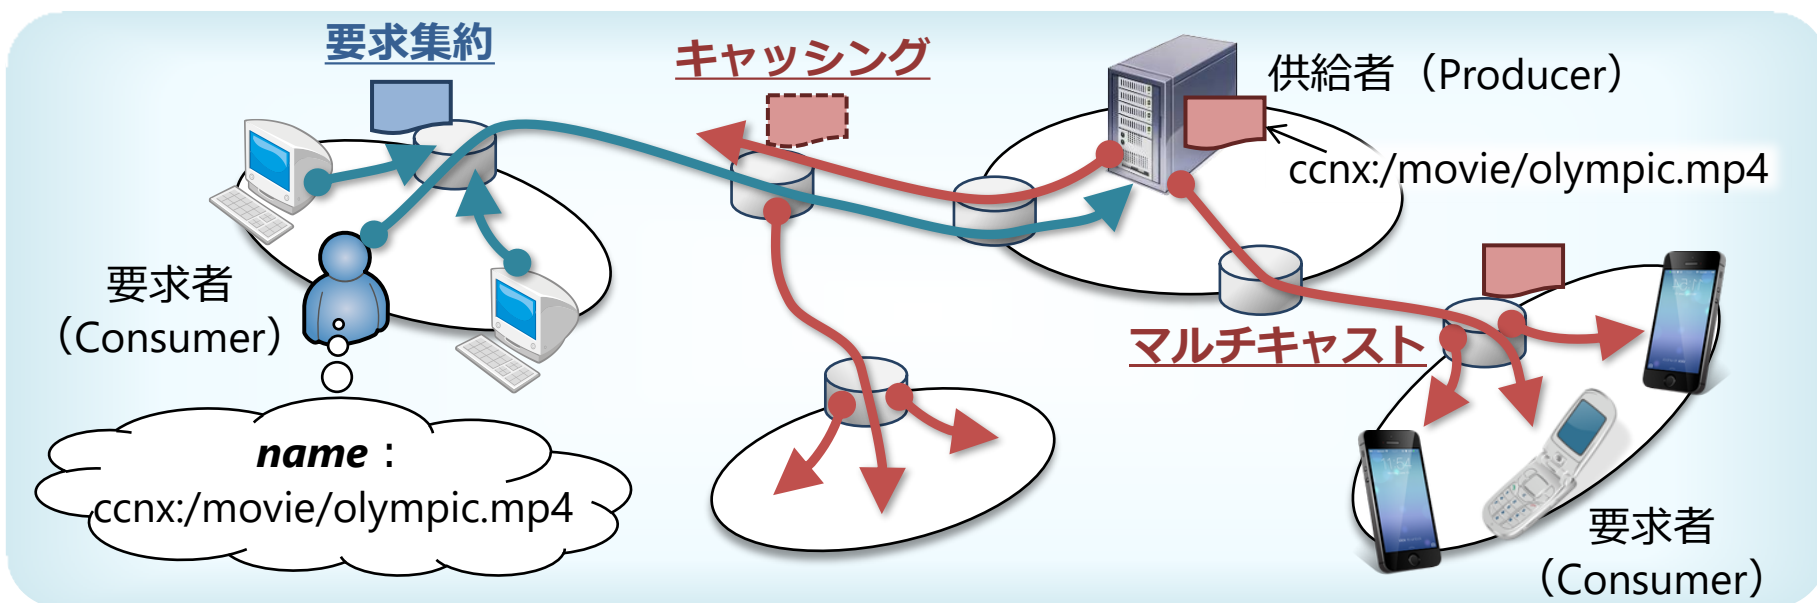 要求集約
キャッシング
供給者（Producer）
ccnx:/movie/olympic.mp4
要求者
（Consumer）
マルチキャスト
name：
ccnx:/movie/olympic.mp4
11:54
要求者
（Consumer）